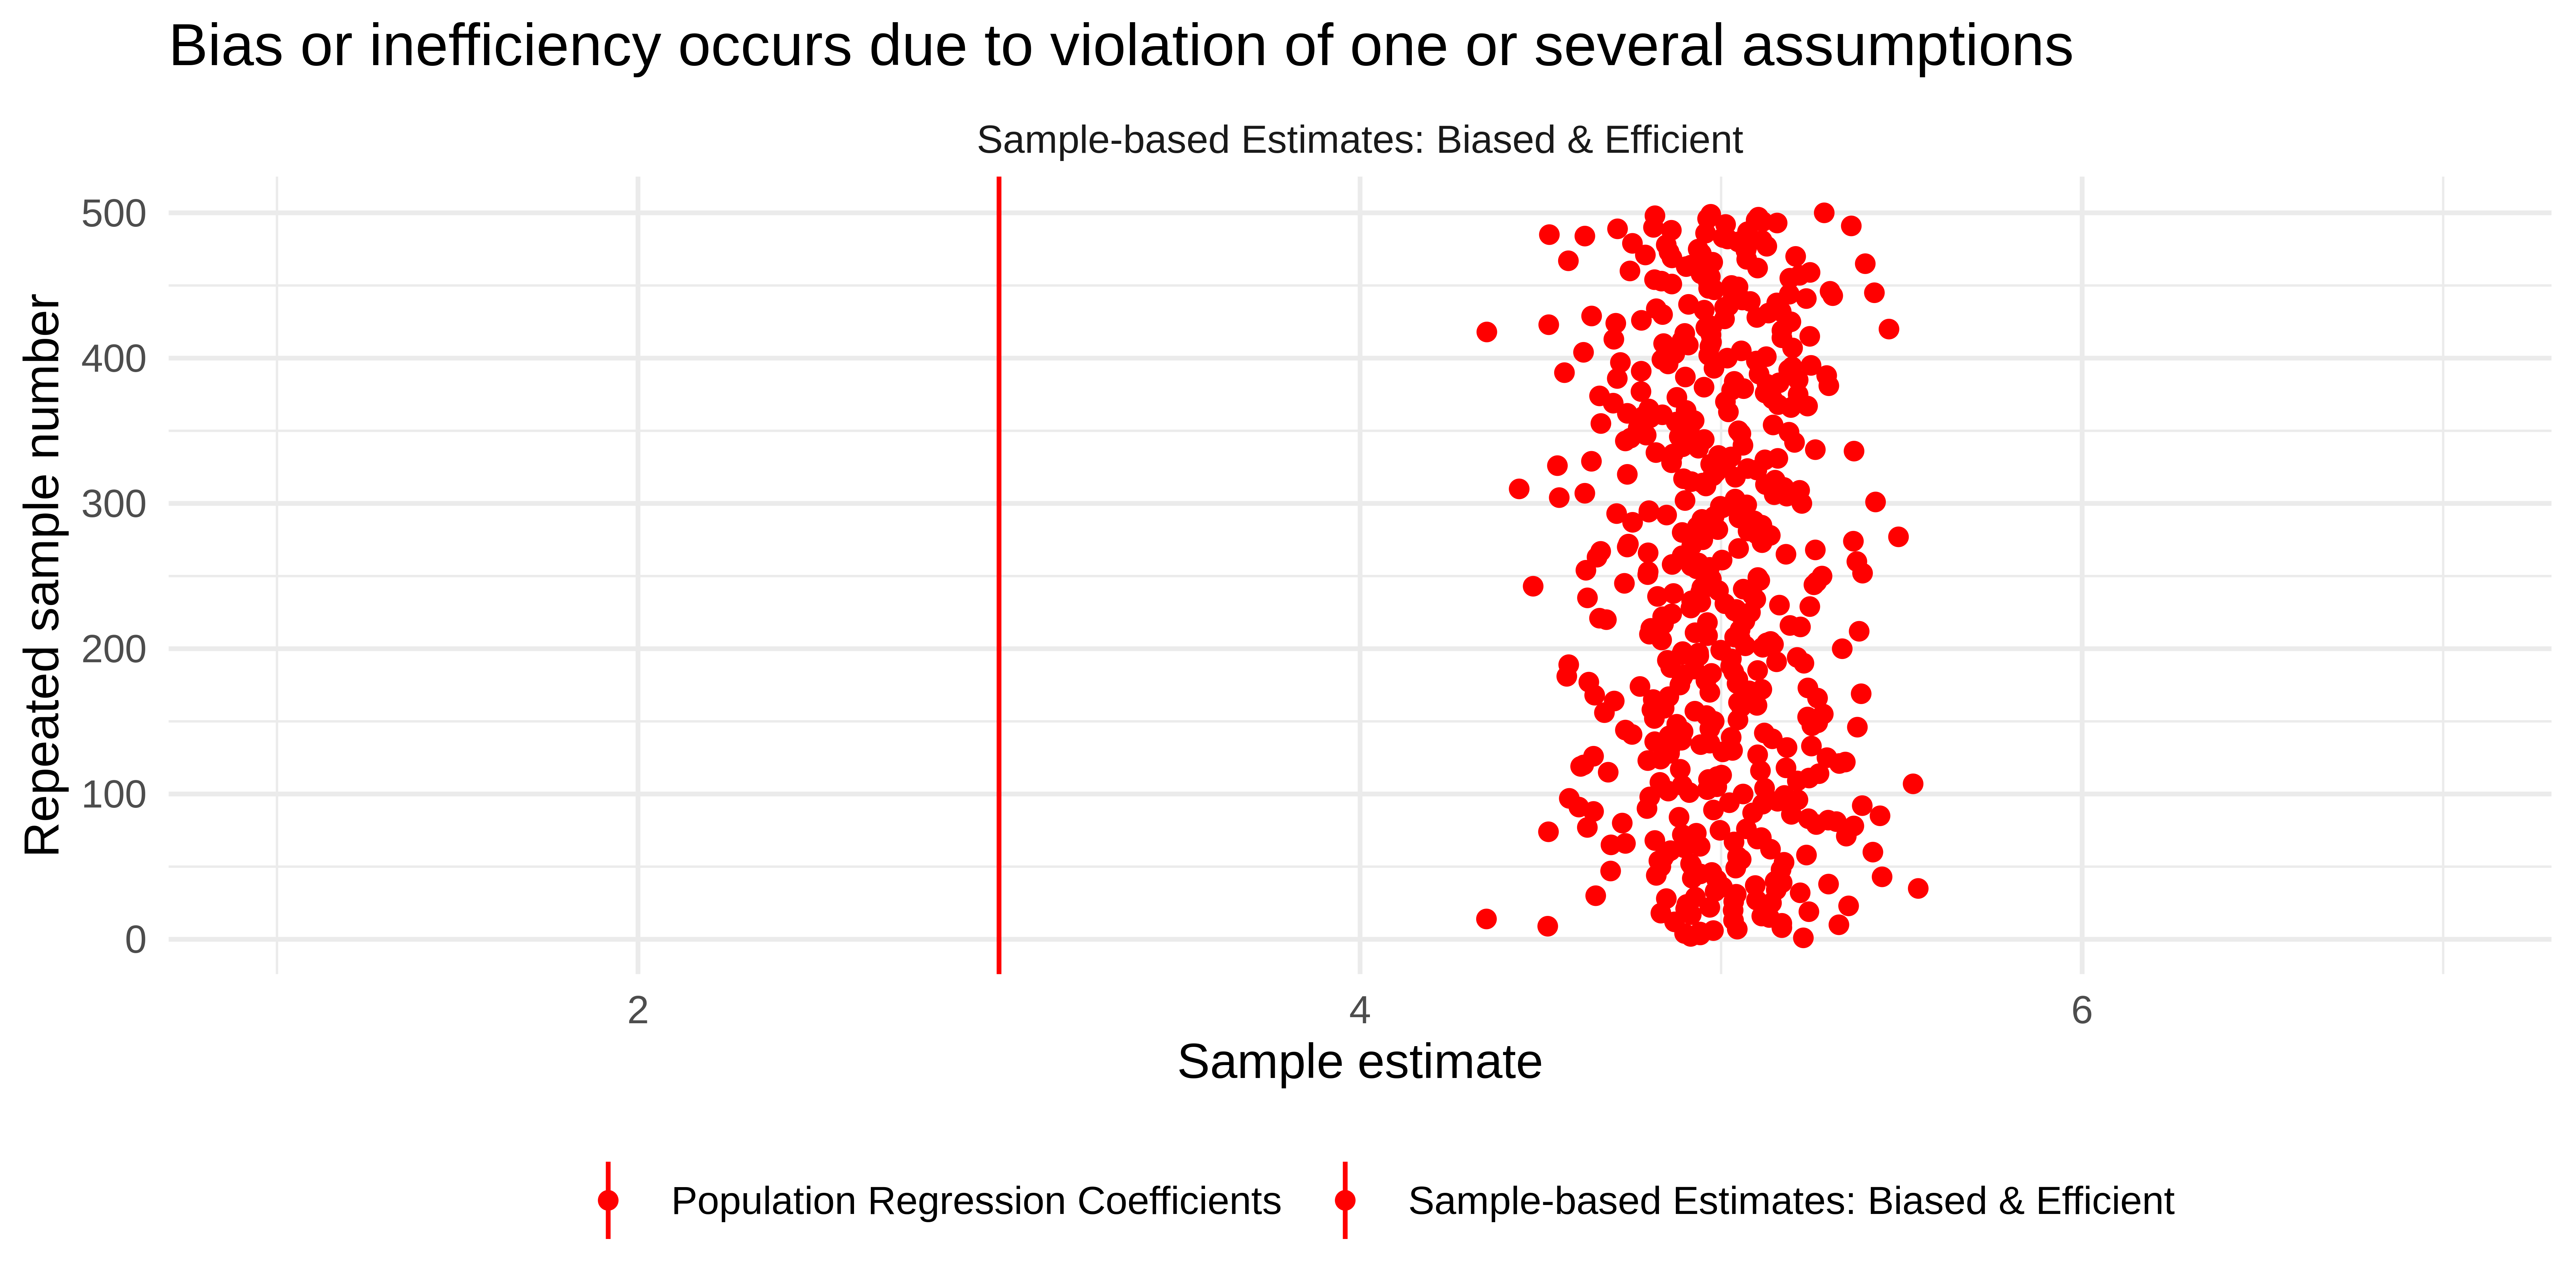 Bias or inefficiency occurs due to violation of one or several assumptions
Sample-based Estimates: Biased & Efficient
Repeated sample number
500
400
300
200
100
0
2 4 6
Sample estimate
Population Regression Coefficients Sample-based Estimates: Biased & Efficient